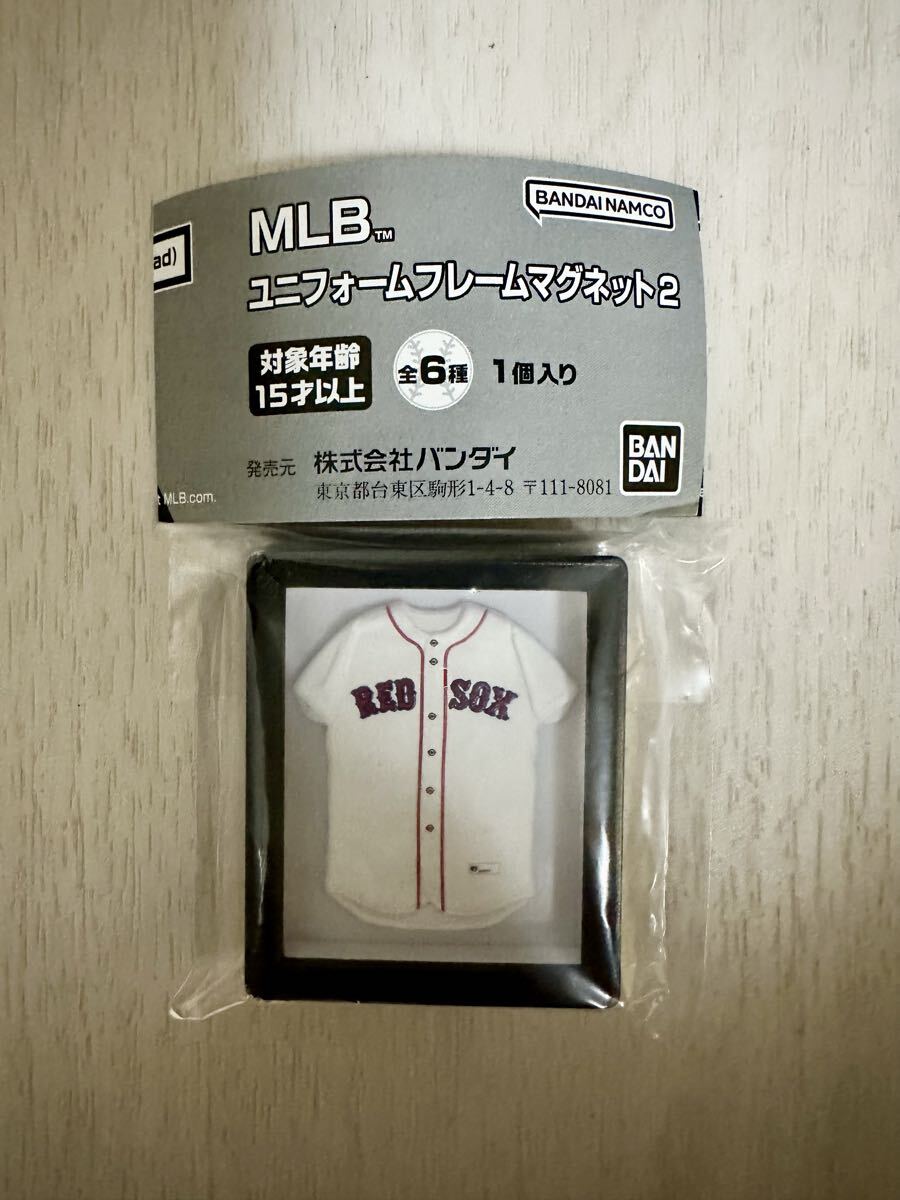 MLB™
BANDAI NAMCO
ad)
ユニフォームフレームマグネット2
対象年齢
15才以上
全6種
1個入り
発売元 株式会社バンダイ
東京都台東区駒形1-4-8 〒111-8081
BAN
DAI
MLB.com.
RED SOX